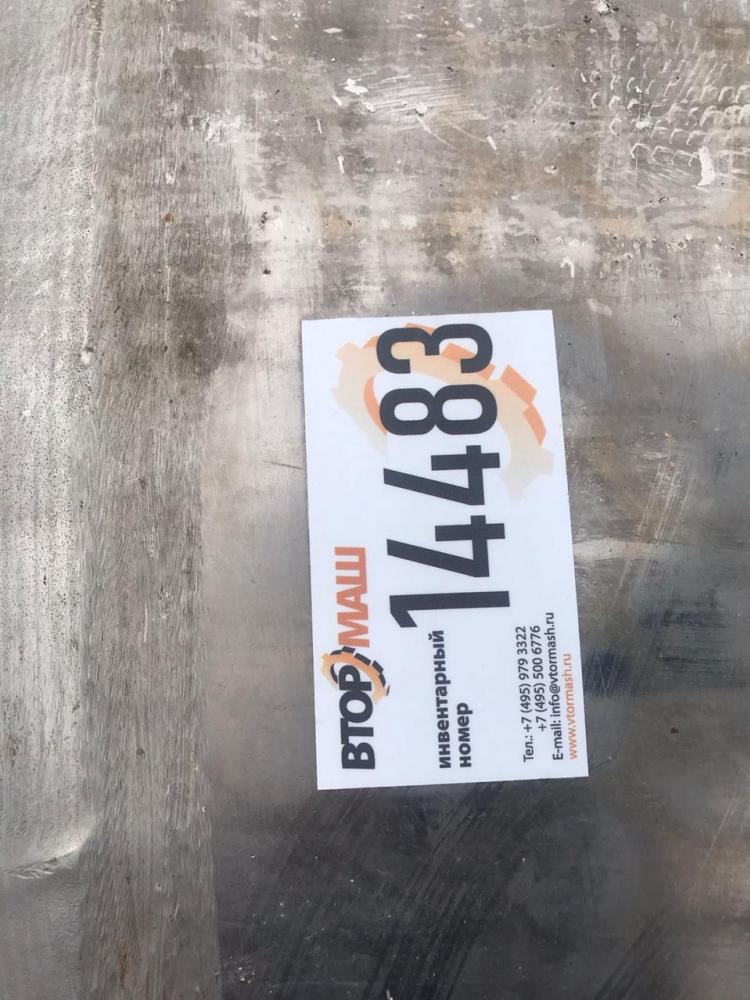 ВТОРМАШ
инвентарный
номер
14483
Тел.: +7 (495) 979 3322
+7 (495) 500 6776
E-mail: info@vtormash.ru
www.vtormash.ru